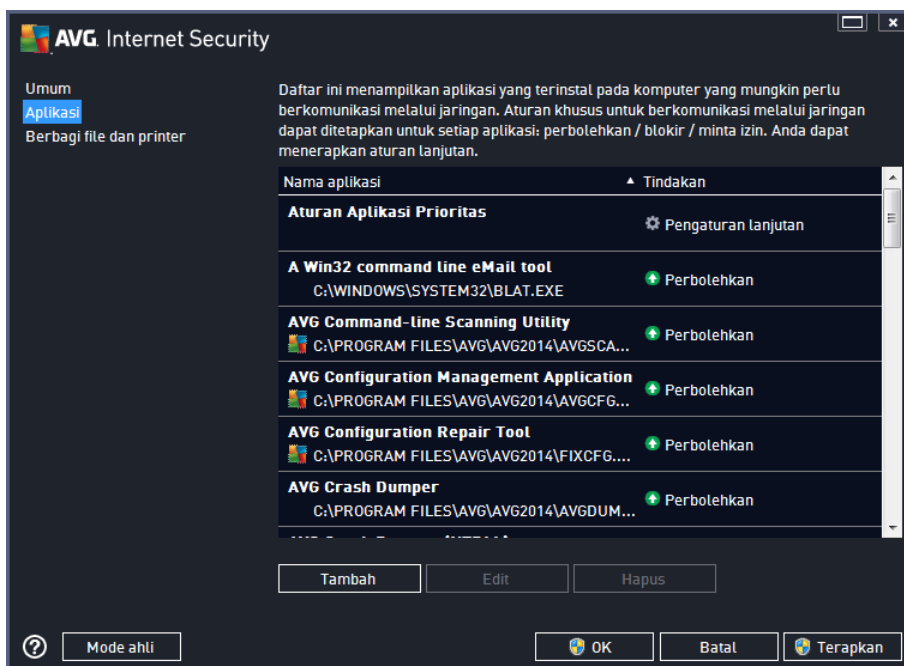 AVG. Internet Security
Umum
Aplikasi
Berbagi file dan printer
Daftar ini menampilkan aplikasi yang terinstal pada komputer yang mungkin perlu
berkomunikasi melalui jaringan. Aturan khusus untuk berkomunikasi melalui jaringan
dapat ditetapkan untuk setiap aplikasi: perbolehkan / blokir / minta izin. Anda dapat
menerapkan aturan lanjutan.
Nama aplikasi Tindakan
Aturan Aplikasi Prioritas
Pengaturan lanjutan
A Win32 command line eMail tool
C:\WINDOWS\SYSTEM32\BLAT.EXE
Perbolehkan
AVG Command-line Scanning Utility
C:\PROGRAM FILES\AVG\AVG2014\AVGSCA...
Perbolehkan
AVG Configuration Management Application
C:\PROGRAM FILES\AVG\AVG2014\AVGCFG...
Perbolehkan
AVG Configuration Repair Tool
C:\PROGRAM FILES\AVG\AVG2014\FIXCFG....
Perbolehkan
AVG Crash Dumper
C:\PROGRAM FILES\AVG\AVG2014\AVGDUM...
Perbolehkan
Tambah Edit Hapus
Mode ahli OK Batal Terapkan